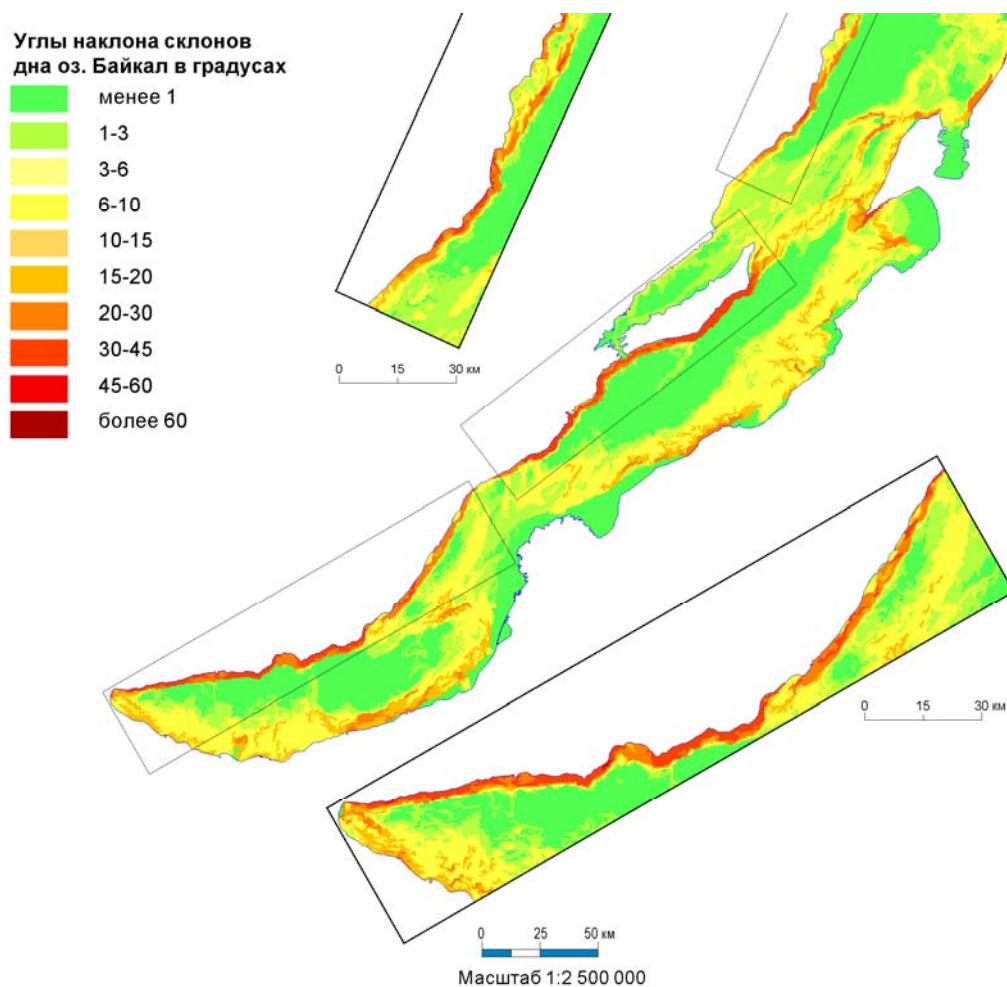 Углы наклона склонов
дна оз. Байкал в градусах
менее 1
1-3
3-6
6-10
10-15
15-20
20-30
30-45
45-60
более 60
0 15 30 км
0 15 30 км
0 25 50 км
Масштаб 1:2 500 000